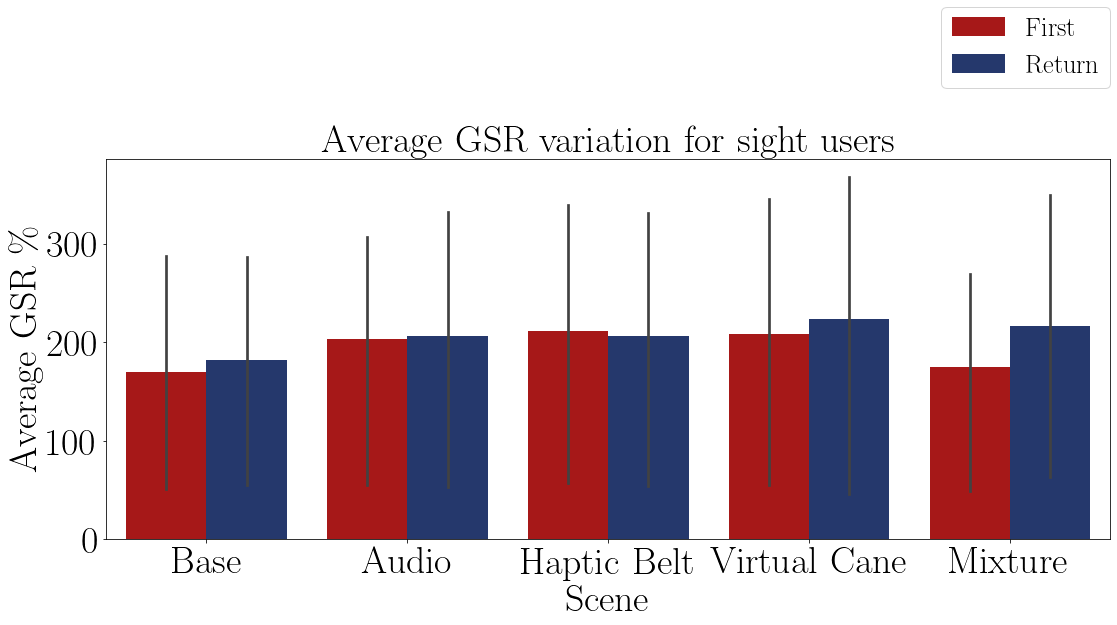 First
Return
Average GSR variation for sight users
Average GSR %
300
200
100
0
Base Audio Haptic Belt Virtual Cane Mixture
Scene